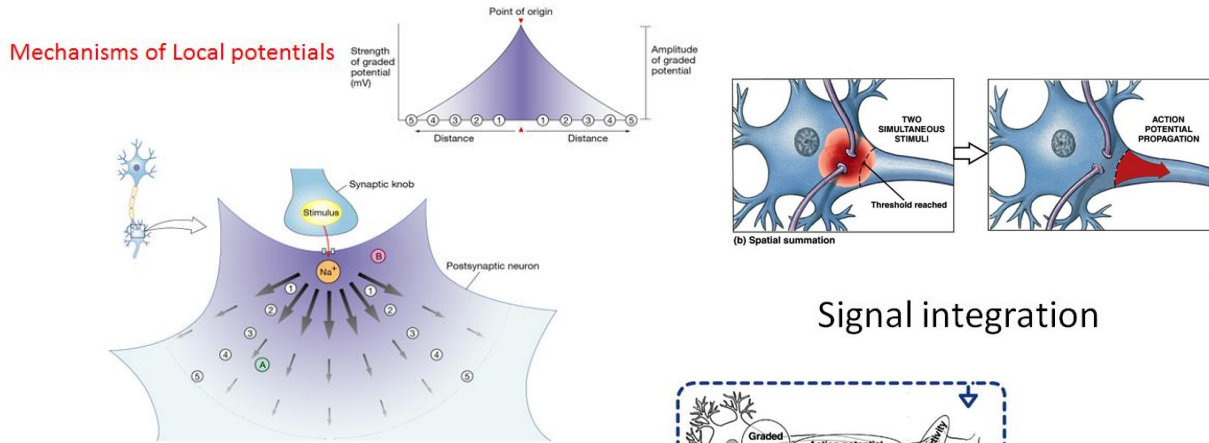 Mechanisms of Local potentials
Point of origin
Strength
of graded
potential
(mV)
Amplitude
of graded
potential
5 4 3 2 1 1 2 3 4 5
Distance
Distance
Synaptic knob
Stimulus
Na+
B
Postsynaptic neuron
1 1
2 2
3 3
4 4
A
5 5
TWO
SIMULTANEOUS
STIMULI
Threshold reached
(b) Spatial summation
ACTION
POTENTIAL
PROPAGATION
Signal integration
Graded
Action potential